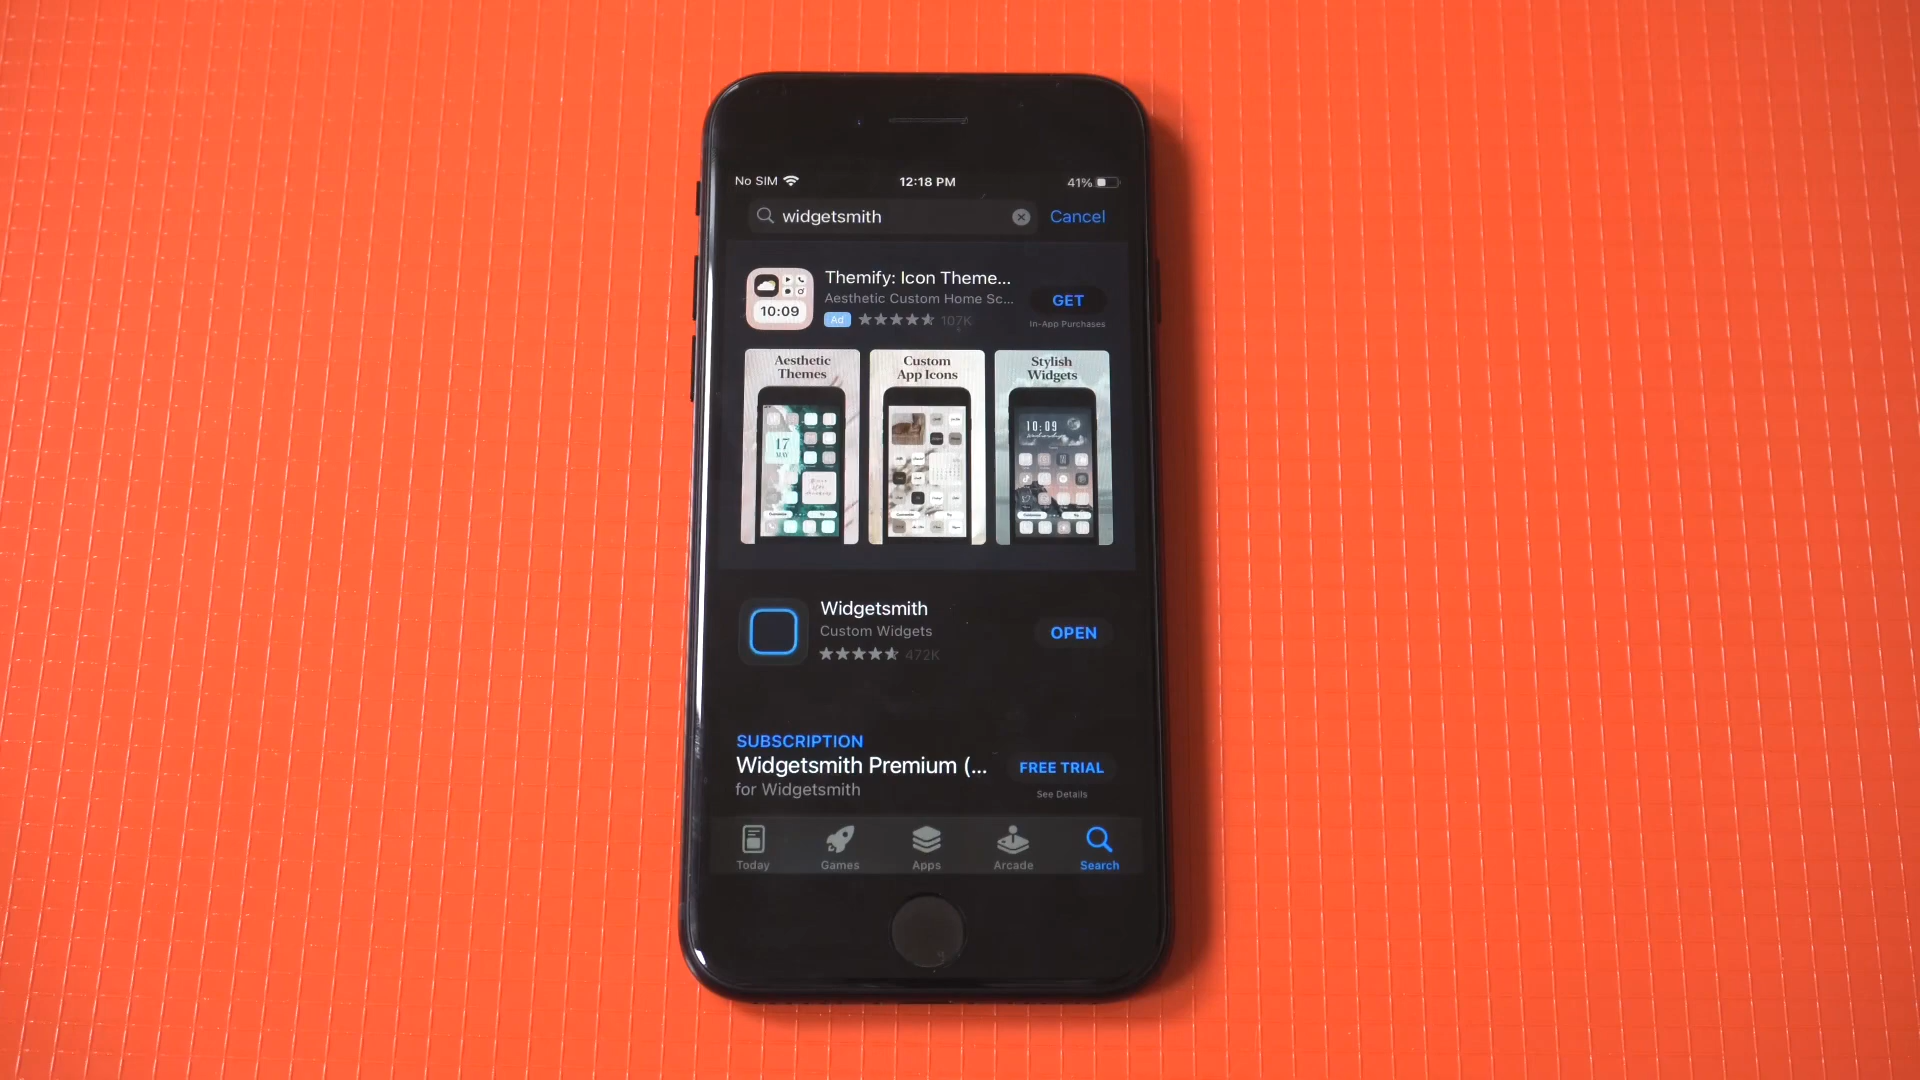 No SIM 12:18 PM 41%
widgetsmith Cancel
Themify: Icon Theme...
Aesthetic Custom Home Sc...
Ad 107K
GET
In-App Purchases
10:09
Aesthetic
Themes
Custom
App Icons
Stylish
Widgets
17
MAY
10:09
Widgetsmith
Custom Widgets
472K
OPEN
SUBSCRIPTION
Widgetsmith Premium (...
for Widgetsmith
FREE TRIAL
See Details
Today Games Apps Arcade Search